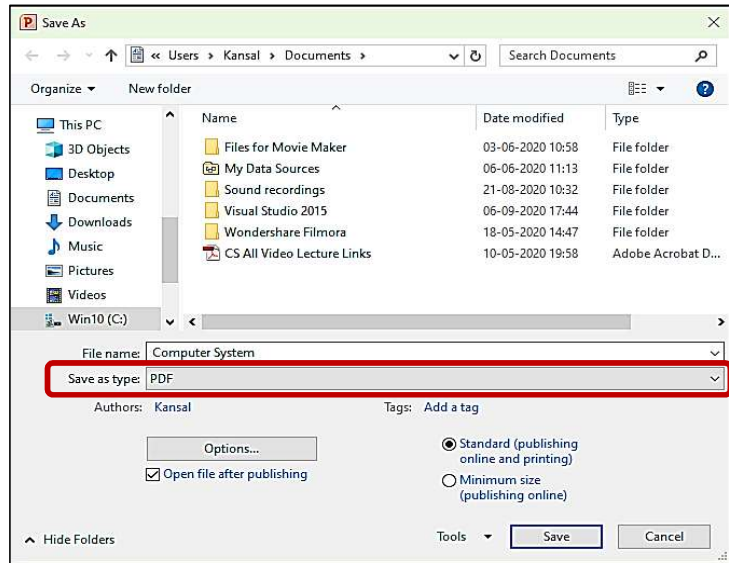 P Save As
« Users › Kansal › Documents ›
Search Documents
Organize
New folder
?
This PC
3D Objects
Desktop
Documents
Downloads
Music
Pictures
Videos
Win10 (C:)
Name Date modified Type
Files for Movie Maker 03-06-2020 10:58 File folder
My Data Sources 06-06-2020 11:13 File folder
Sound recordings 21-08-2020 10:32 File folder
Visual Studio 2015 06-09-2020 17:44 File folder
Wondershare Filmora 18-05-2020 14:47 File folder
CS All Video Lecture Links 10-05-2020 19:58 Adobe Acrobat D...
File name: Computer System
Save as type: PDF
Authors: Kansal Tags: Add a tag
Options...
Open file after publishing
Standard (publishing
online and printing)
Minimum size
(publishing online)
Hide Folders
Tools Save Cancel